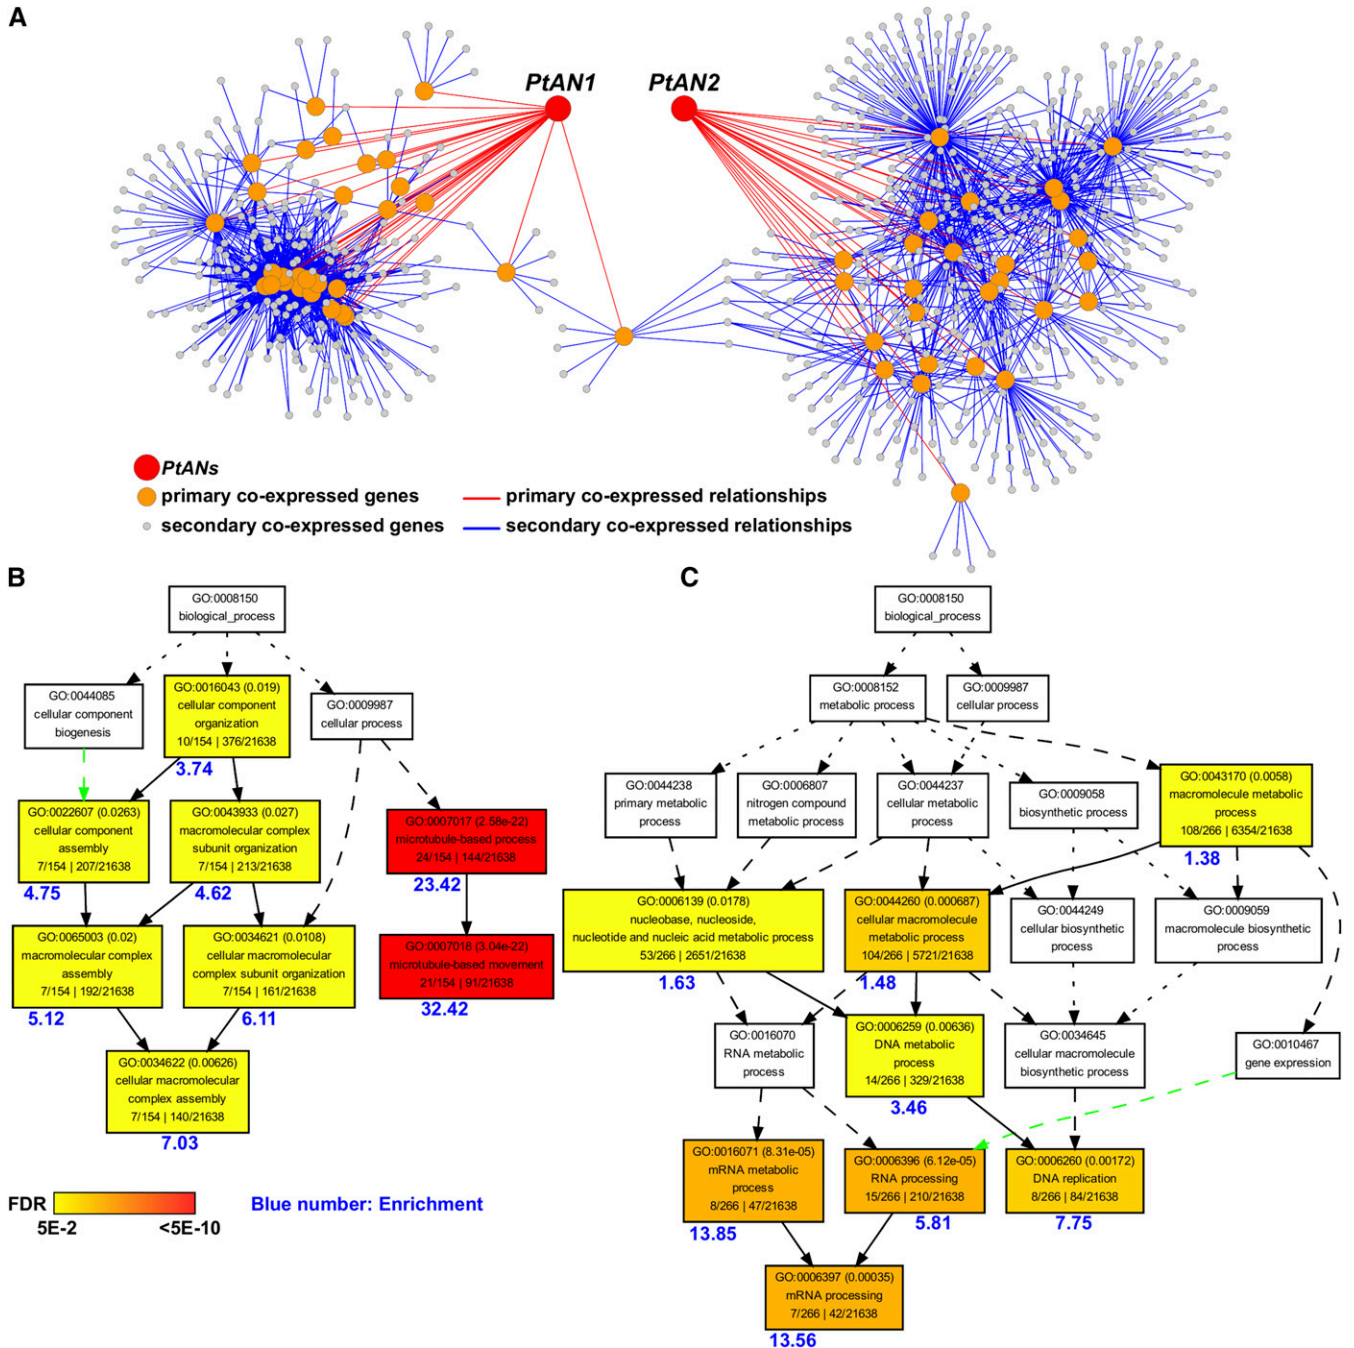 A
PtAN1
PtAN2
PtANs
primary co-expressed genes
primary co-expressed relationships
secondary co-expressed genes
secondary co-expressed relationships
B
GO:0008150
biological_process
GO:0044085
cellular component
biogenesis
GO:0016043 (0.019)
cellular component
organization
10/154 | 376/21638
3.74
GO:0009987
cellular process
GO:0022607 (0.0263)
cellular component
assembly
7/154 | 207/21638
4.75
GO:0043933 (0.027)
macromolecular complex
subunit organization
7/154 | 213/21638
4.62
GO:0007017 (2.58e-22)
microtubule-based process
24/154 | 144/21638
23.42
GO:0065003 (0.02)
macromolecular complex
assembly
7/154 | 192/21638
5.12
GO:0034621 (0.0108)
cellular macromolecular
complex subunit organization
7/154 | 161/21638
6.11
GO:0007018 (3.04e-22)
microtubule-based movement
21/154 | 91/21638
32.42
GO:0034622 (0.00626)
cellular macromolecular
complex assembly
7/154 | 140/21638
7.03
FDR
5E-2
<5E-10
Blue number: Enrichment
C
GO:0008150
biological_process
GO:0008152
metabolic process
GO:0009987
cellular process
GO:0044238
primary metabolic
process
GO:0006807
nitrogen compound
metabolic process
GO:0044237
cellular metabolic
process
GO:0009058
biosynthetic process
GO:0043170 (0.0058)
macromolecule metabolic
process
108/266 | 6354/21638
1.38
GO:0006139 (0.0178)
nucleobase, nucleoside,
nucleotide and nucleic acid metabolic process
53/266 | 2651/21638
1.63
GO:0044260 (0.000687)
cellular macromolecule
metabolic process
104/266 | 5721/21638
1.48
GO:0044249
cellular biosynthetic
process
GO:0009059
macromolecule biosynthetic
process
GO:0016070
RNA metabolic
process
GO:0006259 (0.00636)
DNA metabolic
process
14/266 | 329/21638
3.46
GO:0034645
cellular macromolecule
biosynthetic process
GO:0010467
gene expression
GO:0016071 (8.31e-05)
mRNA metabolic
process
8/266 | 47/21638
13.85
GO:0006396 (6.12e-05)
RNA processing
15/266 | 210/21638
5.81
GO:0006260 (0.00172)
DNA replication
8/266 | 84/21638
7.75
GO:0006397 (0.00035)
mRNA processing
7/266 | 42/21638
13.56